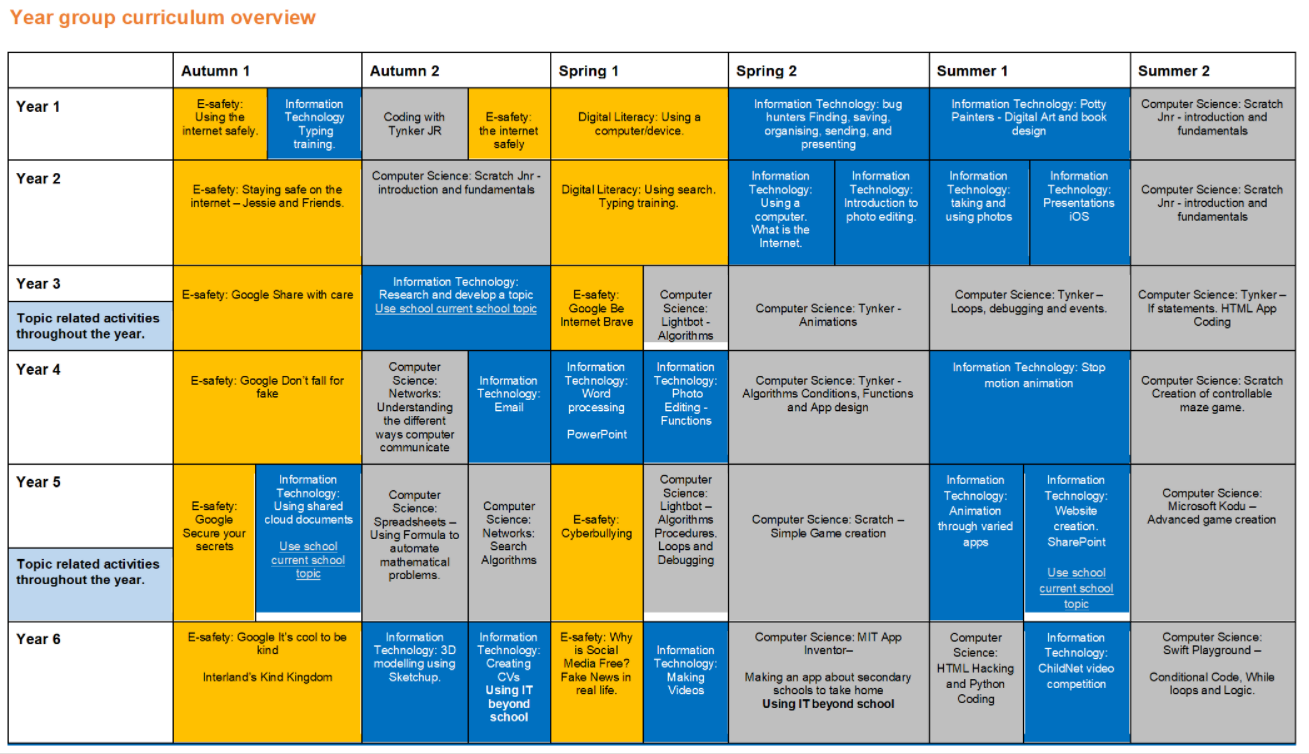 Year group curriculum overview
Autumn 1
Autumn 2
Spring 1
Spring 2
Summer 1
Summer 2
Year 1
E-safety:
Using the
internet safely.
Information
Technology
Typing
training.
Coding with
Tynker JR
E-safety:
the internet
safely
Digital Literacy: Using a
computer/device.
Information Technology: bug
hunters Finding, saving,
organising, sending, and
presenting
Information Technology: Potty
Painters - Digital Art and book
design
Computer Science: Scratch
Jnr - introduction and
fundamentals
Year 2
E-safety: Staying safe on the
internet – Jessie and Friends.
Computer Science: Scratch Jnr -
introduction and fundamentals
Digital Literacy: Using search.
Typing training.
Information
Technology:
Using a
computer.
What is the
Internet.
Information
Technology:
Introduction to
photo editing.
Information
Technology:
taking and
using photos
Information
Technology:
Presentations
iOS
Computer Science: Scratch
Jnr - introduction and
fundamentals
Year 3
Topic related activities
throughout the year.
E-safety: Google Share with care
Information Technology:
Research and develop a topic
Use school current school topic
E-safety:
Google Be
Internet Brave
Computer
Science:
Lightbot -
Algorithms
Computer Science: Tynker -
Animations
Computer Science: Tynker –
Loops, debugging and events.
Computer Science: Tynker –
If statements. HTML App
Coding
Year 4
E-safety: Google Don't fall for
fake
Computer
Science:
Networks:
Understanding
the different
ways computer
communicate
Information
Technology:
Email
Information
Technology:
Word
processing
PowerPoint
Information
Technology:
Photo
Editing -
Functions
Computer Science: Tynker -
Algorithms Conditions, Functions
and App design
Information Technology: Stop
motion animation
Computer Science: Scratch
Creation of controllable
maze game.
Year 5
Topic related activities
throughout the year.
E-safety:
Google
Secure your
secrets
Information
Technology:
Using shared
cloud documents
Use school
current school
topic
Computer
Science:
Spreadsheets –
Using Formula to
automate
mathematical
problems.
Computer
Science:
Networks:
Search
Algorithms
E-safety:
Cyberbullying
Computer
Science:
Lightbot –
Algorithms
Procedures.
Loops and
Debugging
Computer Science: Scratch –
Simple Game creation
Information
Technology:
Animation
through varied
apps
Information
Technology:
Website
creation.
SharePoint
Use school
current school
topic
Computer Science:
Microsoft Kodu –
Advanced game creation
Year 6
E-safety: Google It's cool to be
kind
Interland's Kind Kingdom
Information
Technology: 3D
modelling using
Sketchup.
Information
Technology:
Creating
CVs
Using IT
beyond
school
E-safety: Why
is Social
Media Free?
Fake News in
real life.
Information
Technology:
Making
Videos
Computer Science: MIT App
Inventor–
Making an app about secondary
schools to take home
Using IT beyond school
Computer
Science:
HTML Hacking
and Python
Coding
Information
Technology:
ChildNet video
competition
Computer Science:
Swift Playground –
Conditional Code, While
loops and Logic.